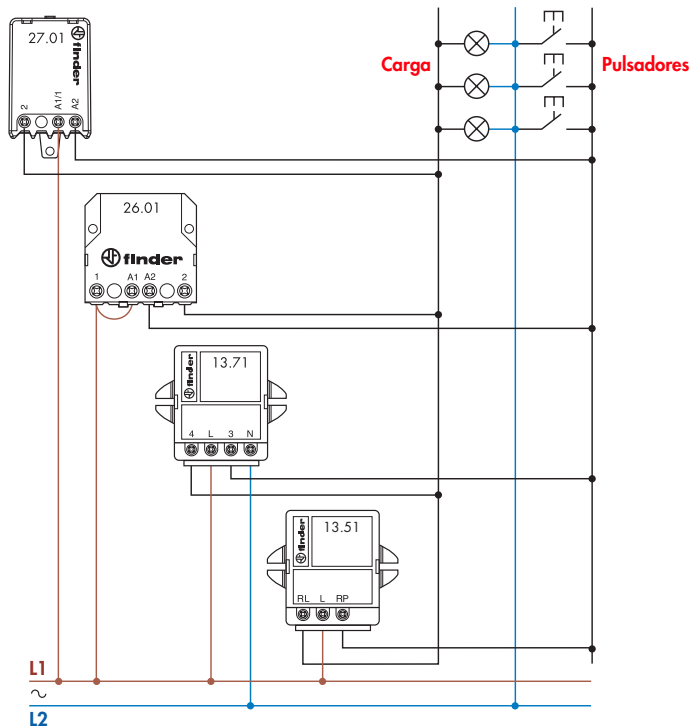 27.01
finder
2 A1/1 A2
Carga
Pulsadores
26.01
finder
1 A1 A2 2
finder
13.71
4 L 3 N
finder
13.51
RL L RP
L1
~
L2